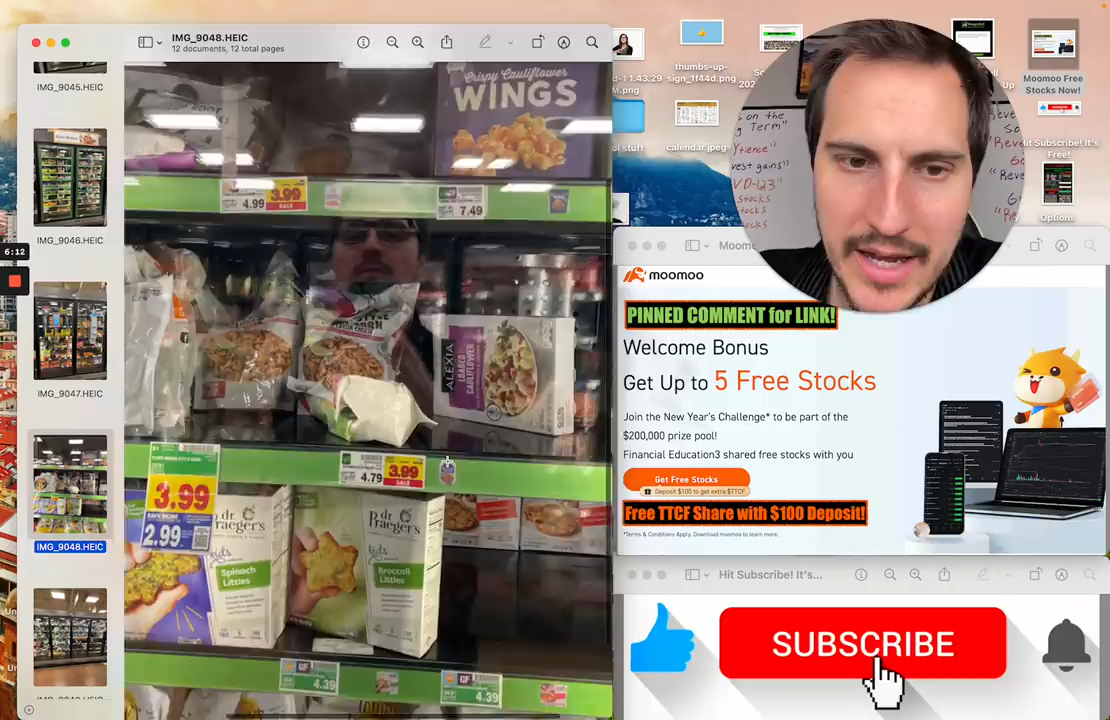 IMG_9048.HEIC
12 documents, 12 total pages
IMG_9045.HEIC
IMG_9046.HEIC
6:12
IMG_9047.HEIC
IMG_9048.HEIC
Crispy Cauliflower
WINGS
4.99
3.99
SALE
7.49
ALEXIA
LOADED
CAULIFLOWER
4.79
3.99
SALE
3.99
2.99
dr.
Praeger's
kids
Spinach
Littles
dr.
Praeger's
kids
Broccoli
Littles
GF
4.39
GF
4.39
thumbs-up-
sign_1f44d.png
calendar.jpeg
Moomoo Free
Stocks Now!
Hit Subscribe! It's
Free!
Options
moomoo
PINNED COMMENT for LINK!
Welcome Bonus
Get Up to 5 Free Stocks
Join the New Year's Challenge* to be part of the
$200,000 prize pool!
Financial Education3 shared free stocks with you
Get Free Stocks
Deposit $100 to get extra $TTCF
Free TTCF Share with $100 Deposit!
*Terms & Conditions Apply. Download moomoo to learn more.
Hit Subscribe! It's...
SUBSCRIBE